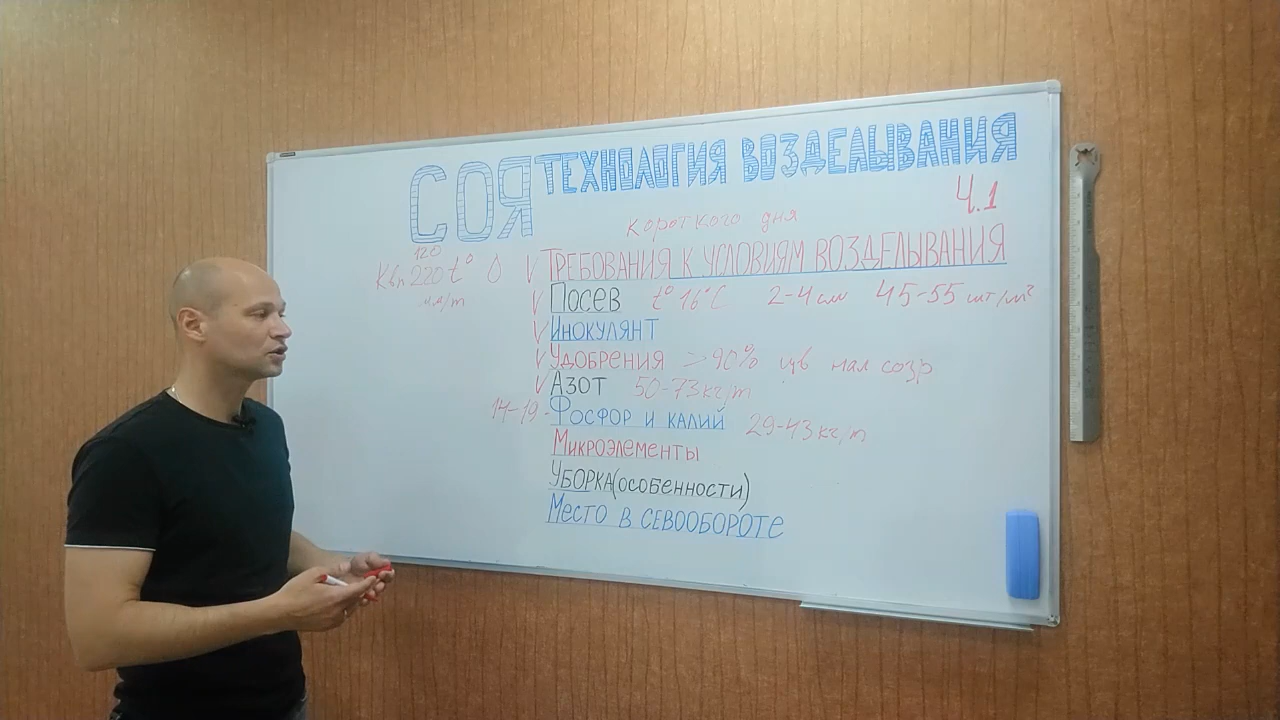 СОЯ ТЕХНОЛОГИЯ ВОЗДЕЛЫВАНИЯ
Ч.1
короткого дня
120
Квп 220 t°
мм/т
V ТРЕБОВАНИЯ К УСЛОВИЯМ ВОЗДЕЛЫВАНИЯ
V ПОСЕВ t° 16°С 2-4 см 45-55 шт/м²
V ИНОКУЛЯНТ
V УДОБРЕНИЯ >90% цв нал созр
V АЗОТ 50-73 кг/т
14-19 - ФОСФОР И КАЛИЙ 29-43 кг/т
МИКРОЭЛЕМЕНТЫ
УБОРКА(ОСОБЕННОСТИ)
МЕСТО В СЕВООБОРОТЕ